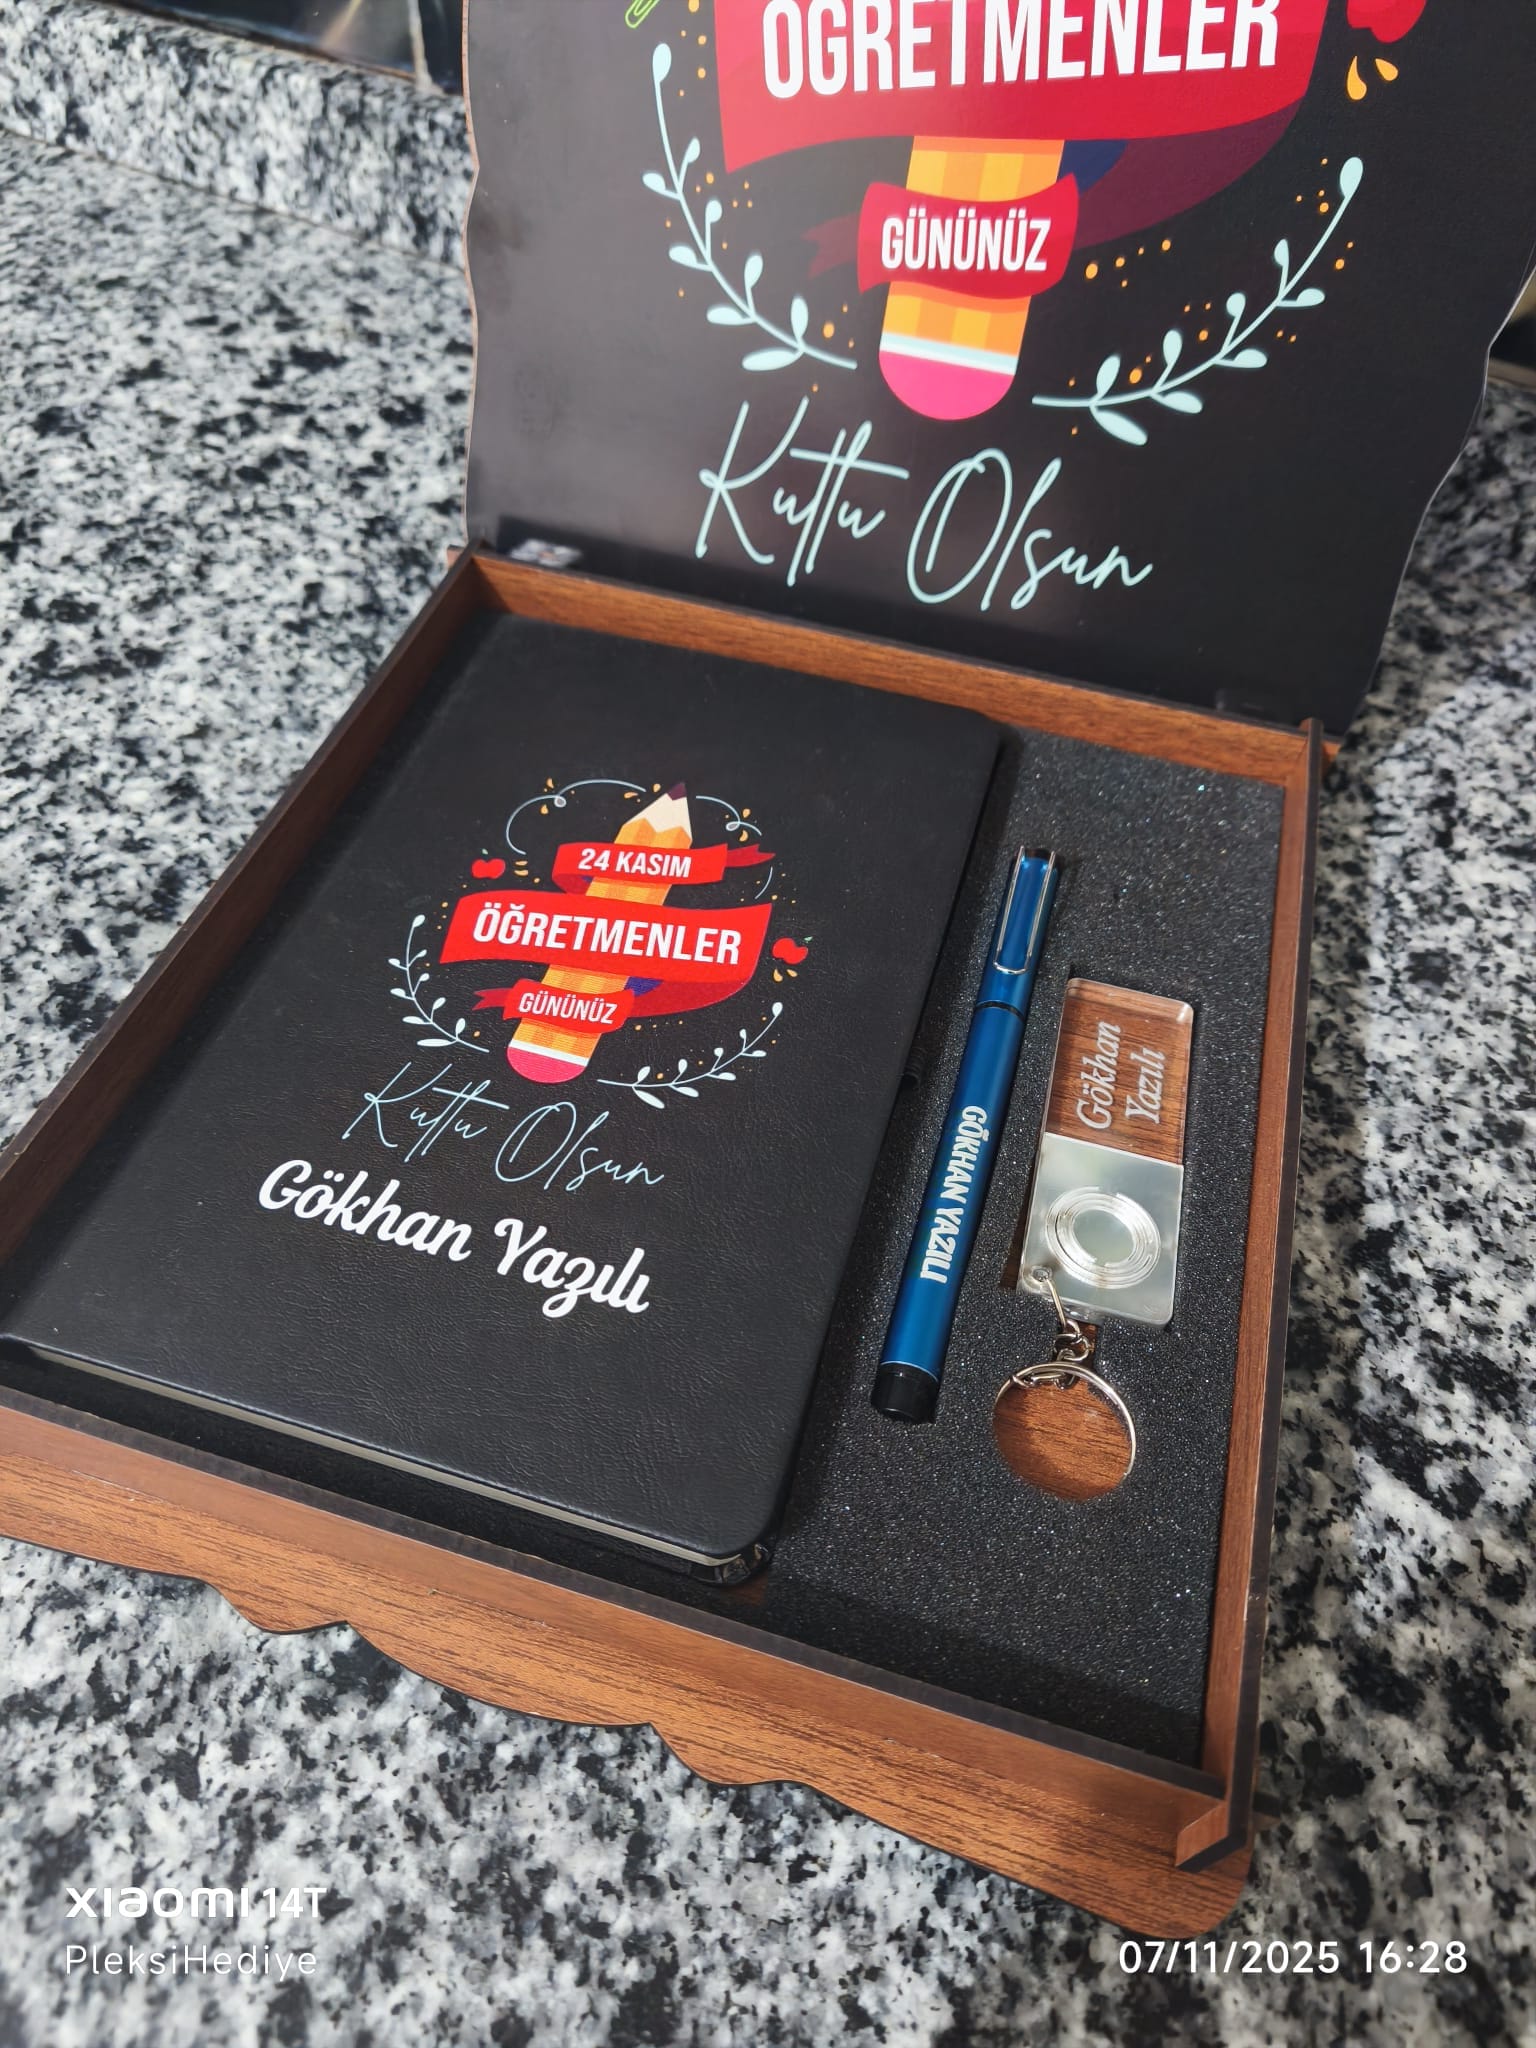 ÖĞRETMENLER
GÜNÜNÜZ
Kutlu Olsun
24 KASIM
ÖĞRETMENLER
GÜNÜNÜZ
Kutlu Olsun
Gökhan Yazılı
GÖKHAN YAZILI
Gökhan
Yazılı
xiaomi 14T
PleksiHediye
07/11/2025 16:28